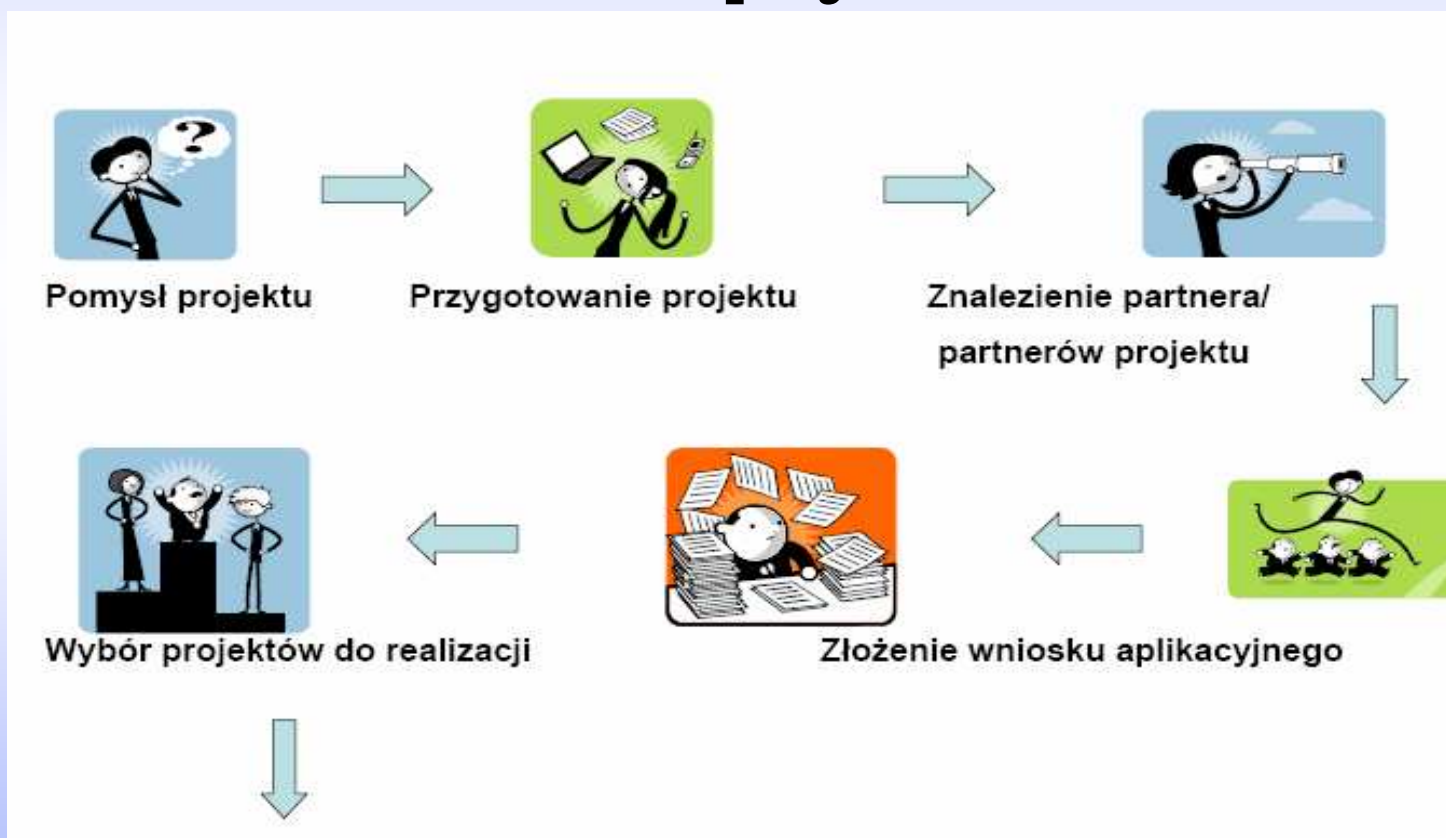 Pomysł projektu
Przygotowanie projektu
Znalezienie partnera/
partnerów projektu
?
Wybór projektów do realizacji
Złożenie wniosku aplikacyjnego